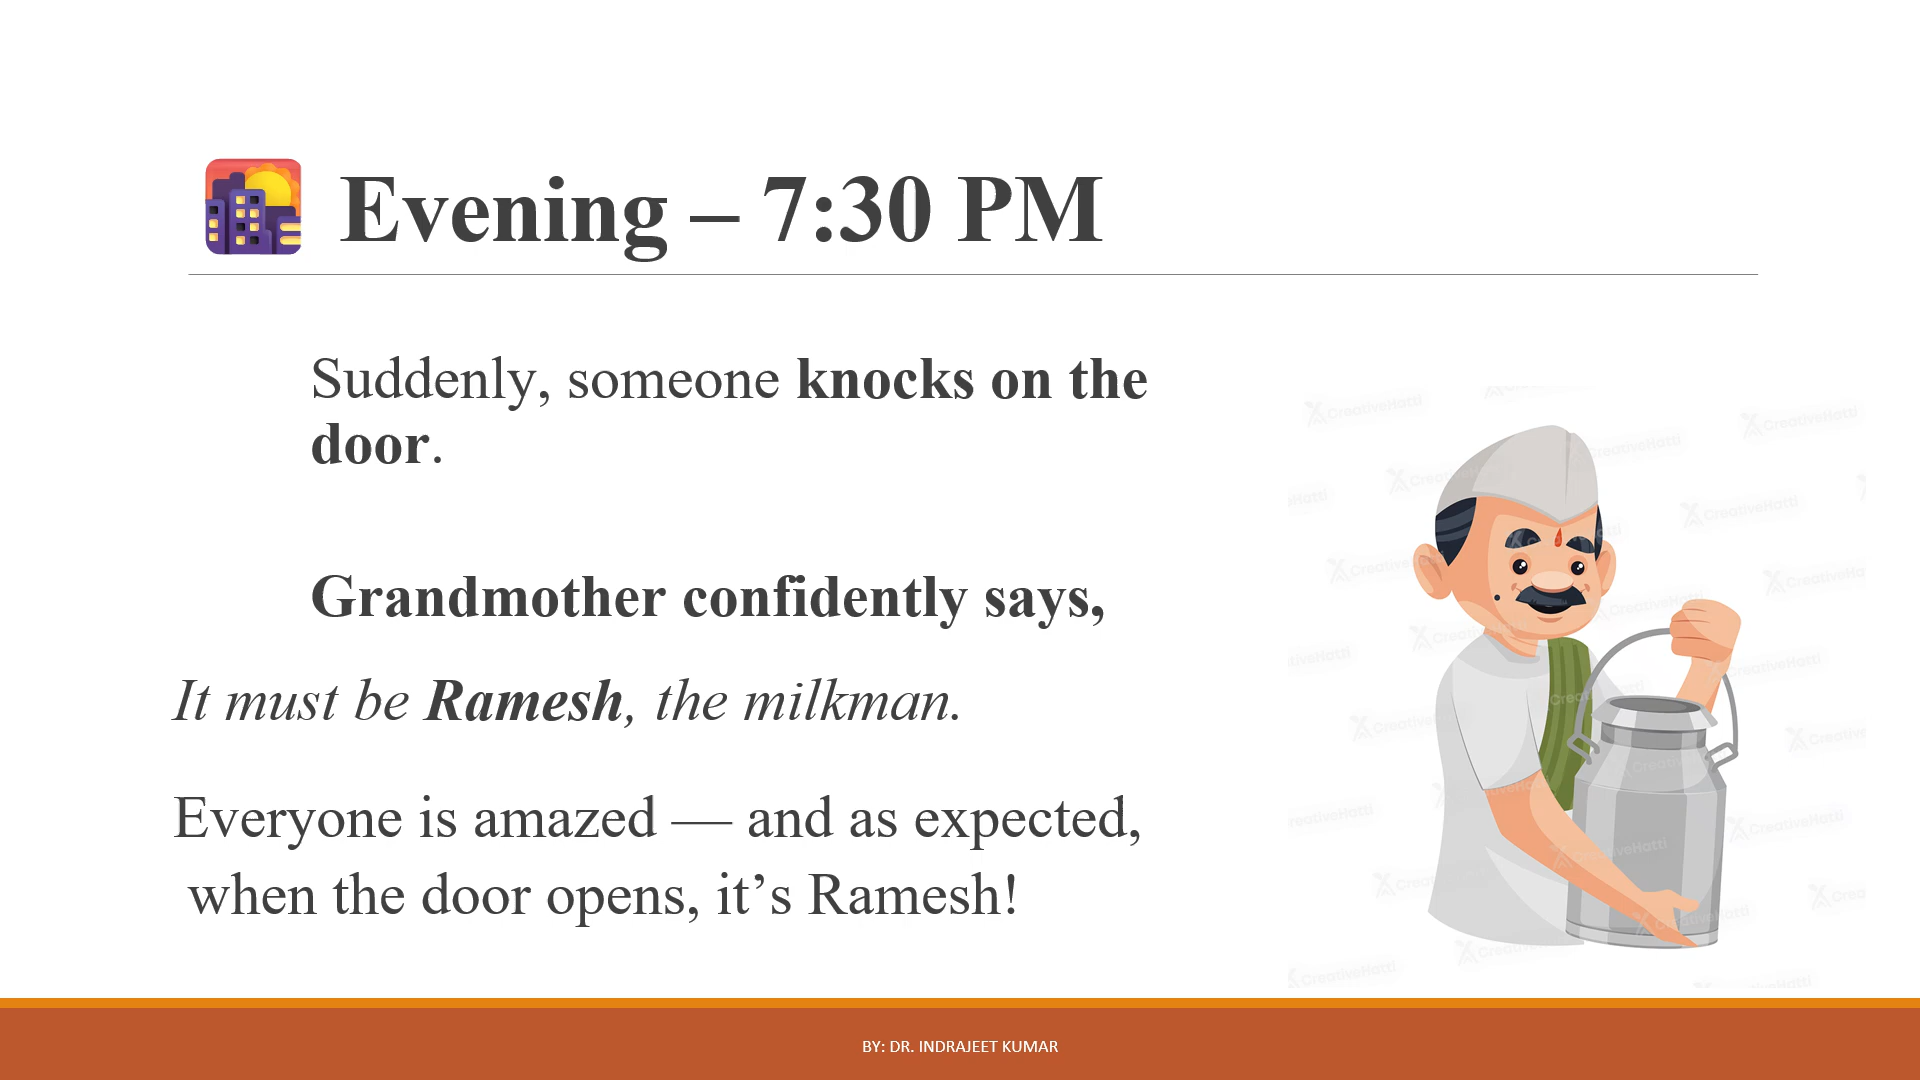 Evening – 7:30 PM
Suddenly, someone knocks on the
door.
Grandmother confidently says,
It must be Ramesh, the milkman.
Everyone is amazed — and as expected,
when the door opens, it’s Ramesh!
CreativeHatti
BY: DR. INDRAJEET KUMAR